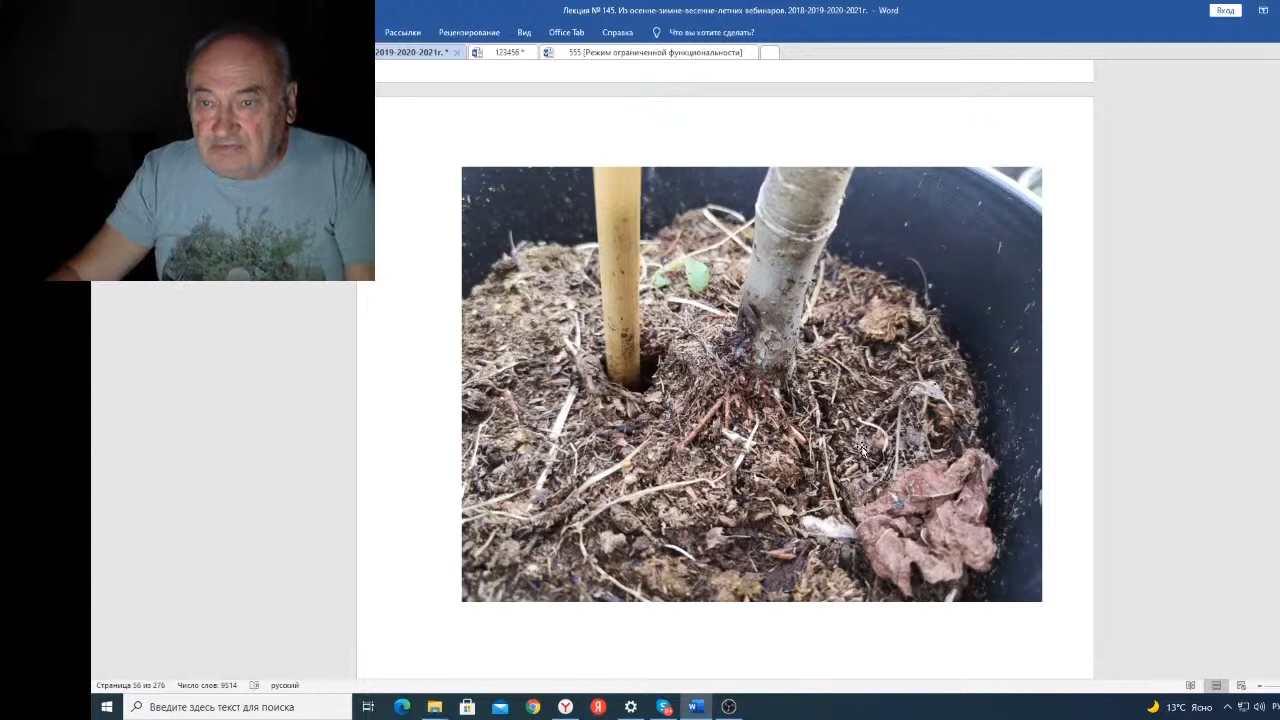 Лекция № 145. Из осенне-зимне-весенне-летних вебинаров. 2018-2019-2020-2021г. - Word
Вход
Рассылки Рецензирование Вид Office Tab Справка Что вы хотите сделать?
2019-2020-2021г. * 123456 * 555 [Режим ограниченной функциональности]
Страница 56 из 276 Число слов: 9514 русский
Введите здесь текст для поиска
13°C Ясно